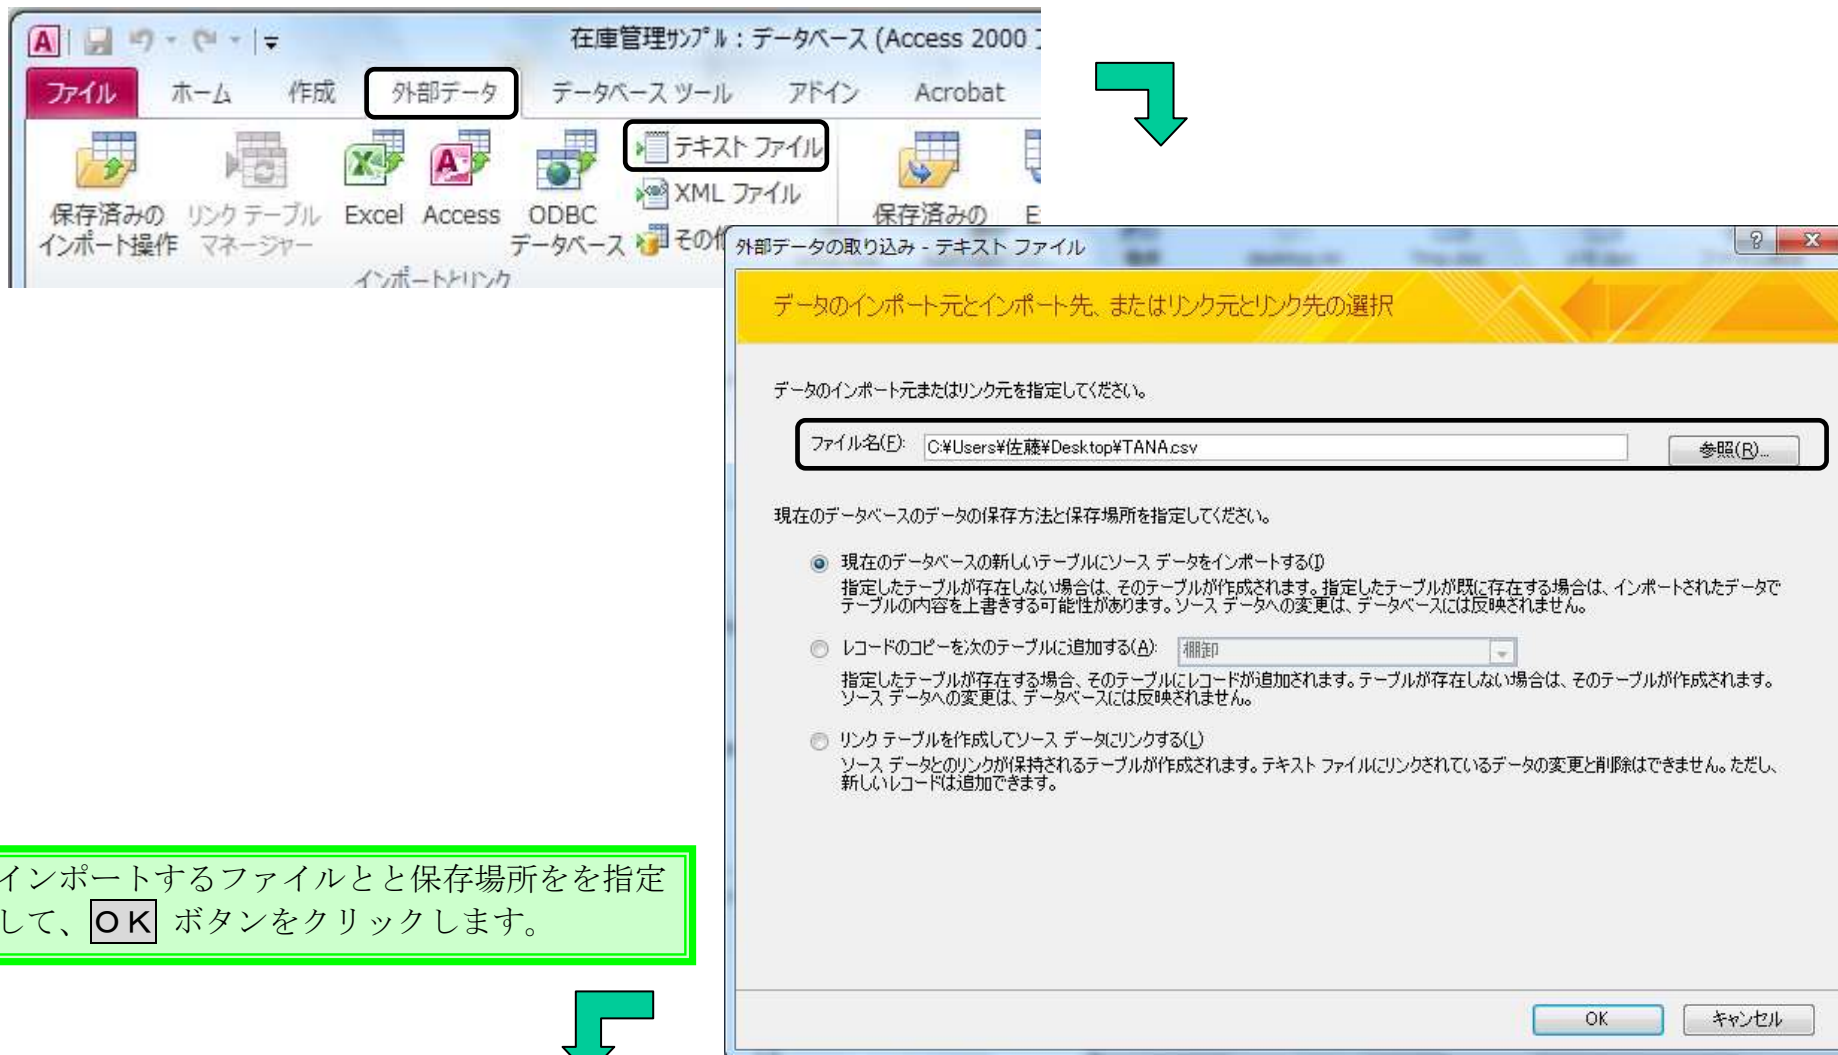 在庫管理ｻﾝﾌﾟﾙ : データベース (Access 2000
ファイル ホーム 作成 外部データ データベース ツール アドイン Acrobat
テキスト ファイル
XML ファイル
保存済みの リンク テーブル Excel Access ODBC 保存済みの
インポート操作 マネージャー データベース その
インポートとリンク
外部データの取り込み - テキスト ファイル
データのインポート元とインポート先、またはリンク元とリンク先の選択
データのインポート元またはリンク元を指定してください。
ファイル名(F): C:¥Users¥佐藤¥Desktop¥TANA.csv 参照(R)...
現在のデータベースのデータの保存方法と保存場所を指定してください。
現在のデータベースの新しいテーブルにソース データをインポートする(I)
指定したテーブルが存在しない場合は、そのテーブルが作成されます。指定したテーブルが既に存在する場合は、インポートされたデータで
テーブルの内容を上書きする可能性があります。ソース データへの変更は、データベースには反映されません。
レコードのコピーを次のテーブルに追加する(A): 棚卸
指定したテーブルが存在する場合、そのテーブルにレコードが追加されます。テーブルが存在しない場合は、そのテーブルが作成されます。
ソース データへの変更は、データベースには反映されません。
リンク テーブルを作成してソース データにリンクする(L)
ソース データとのリンクが保持されるテーブルが作成されます。テキスト ファイルにリンクされているデータの変更と削除はできません。ただし、
新しいレコードは追加できます。
インポートするファイルとと保存場所をを指定
して、ＯＫ ボタンをクリックします。
OK キャンセル